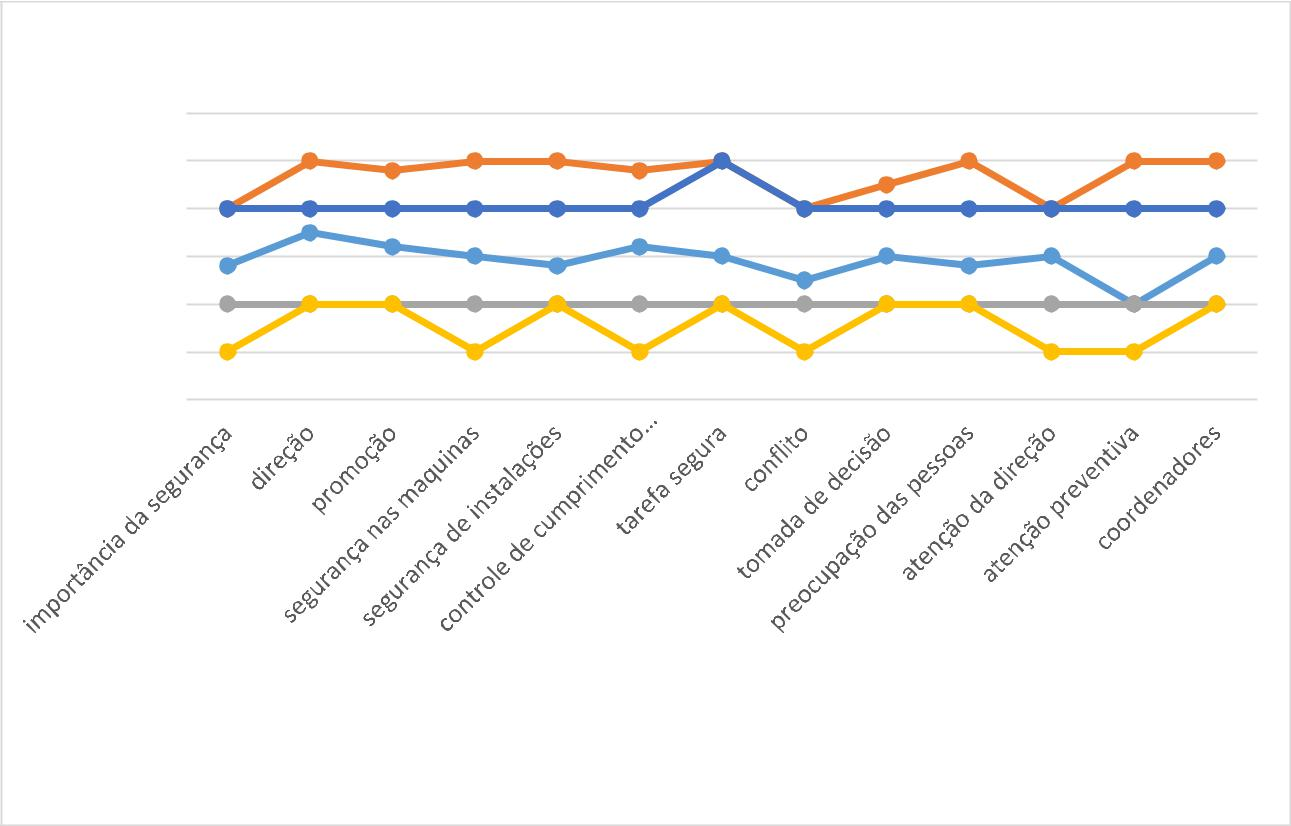 importância da segurança
direção
promoção
segurança nas maquinas
segurança de instalações
controle de cumprimento...
tarefa segura
conflito
tomada de decisão
preocupação das pessoas
atenção da direção
atenção preventiva
coordenadores